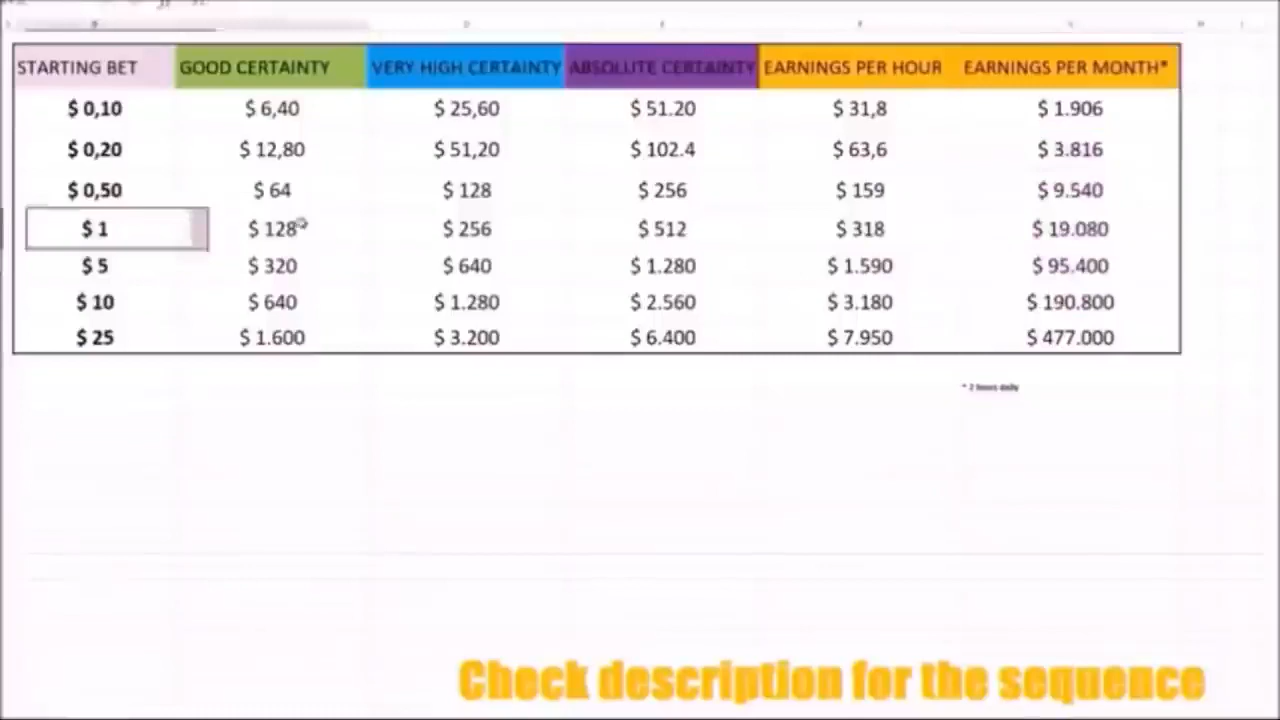 STARTING BET GOOD CERTAINTY VERY HIGH CERTAINTY ABSOLUTE CERTAINTY EARNINGS PER HOUR EARNINGS PER MONTH*
$ 0,10 $ 6,40 $ 25,60 $ 51.20 $ 31,8 $ 1.906
$ 0,20 $ 12,80 $ 51,20 $ 102.4 $ 63,6 $ 3.816
$ 0,50 $ 64 $ 128 $ 256 $ 159 $ 9.540
$ 1 $ 128 $ 256 $ 512 $ 318 $ 19.080
$ 5 $ 320 $ 640 $ 1.280 $ 1.590 $ 95.400
$ 10 $ 640 $ 1.280 $ 2.560 $ 3.180 $ 190.800
$ 25 $ 1.600 $ 3.200 $ 6.400 $ 7.950 $ 477.000
* 2 hours daily
Check description for the sequence